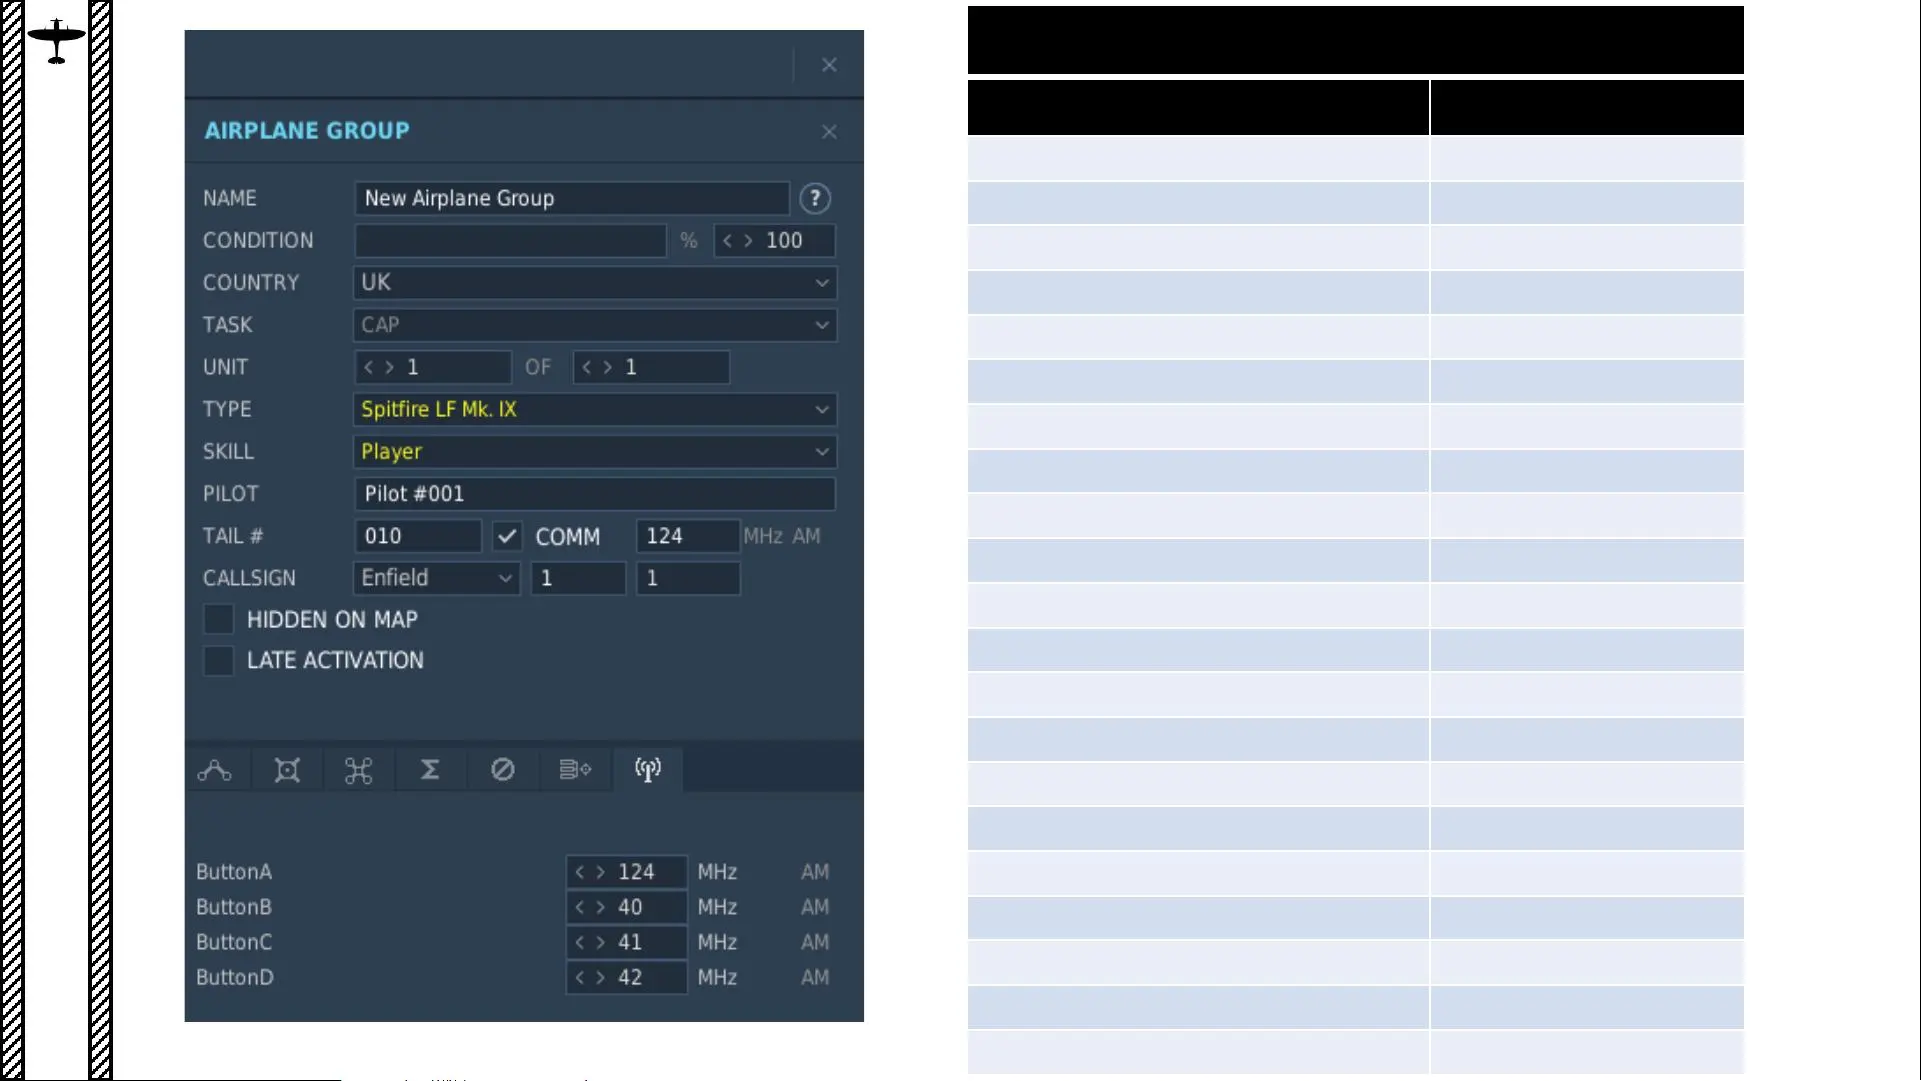 AIRPLANE GROUP
NAME New Airplane Group ?
CONDITION % < > 100
COUNTRY UK
TASK CAP
UNIT < > 1 OF < > 1
TYPE Spitfire LF Mk. IX
SKILL Player
PILOT Pilot #001
TAIL # 010 COMM 124 MHz AM
CALLSIGN Enfield 1 1
HIDDEN ON MAP
LATE ACTIVATION
ButtonA < > 124 MHz AM
ButtonB < > 40 MHz AM
ButtonC < > 41 MHz AM
ButtonD < > 42 MHz AM